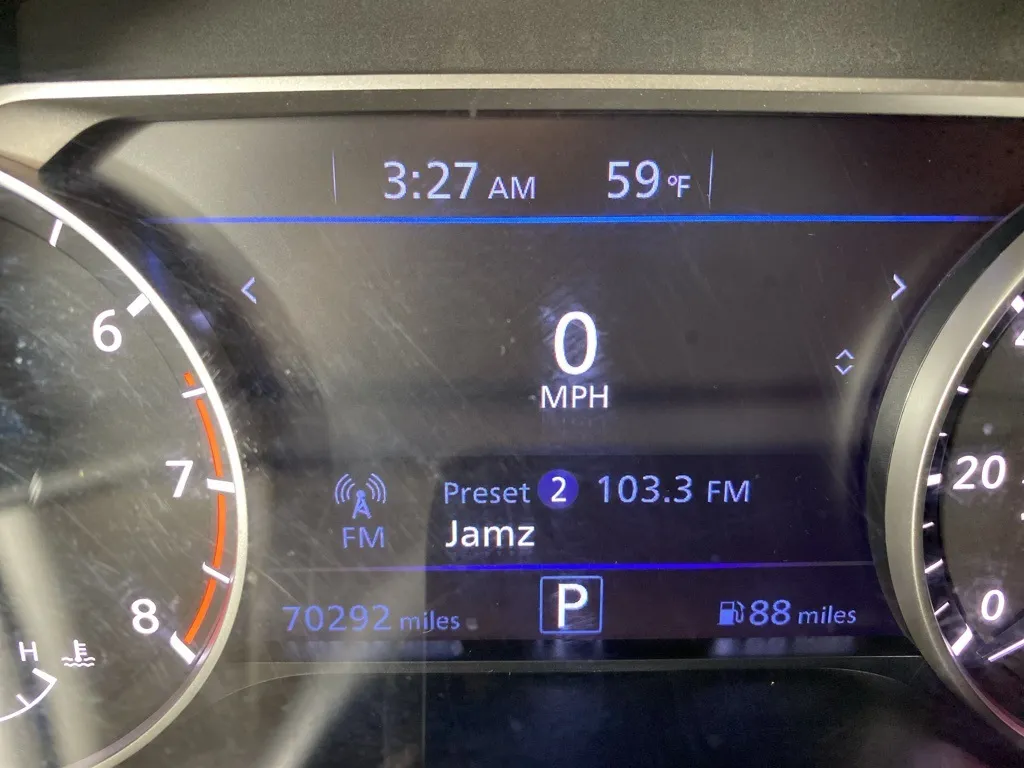 3:27 AM 59 °F
0
MPH
6
7
8
H
20
0
Preset 2 103.3 FM
FM
Jamz
70292 miles P 88 miles